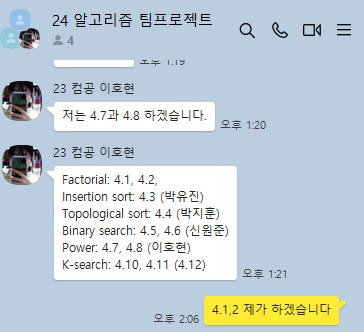 24 알고리즘 팀프로젝트
4
오후 1:19
23 컴공 이호현
저는 4.7과 4.8 하겠습니다.
오후 1:20
23 컴공 이호현
Factorial: 4.1, 4.2,
Insertion sort: 4.3 (박유진)
Topological sort: 4.4 (박지훈)
Binary search: 4.5, 4.6 (신원준)
Power: 4.7, 4.8 (이호현)
K-search: 4.10, 4.11 (4.12)
오후 1:21
4.1,2 제가 하겠습니다
오후 2:06